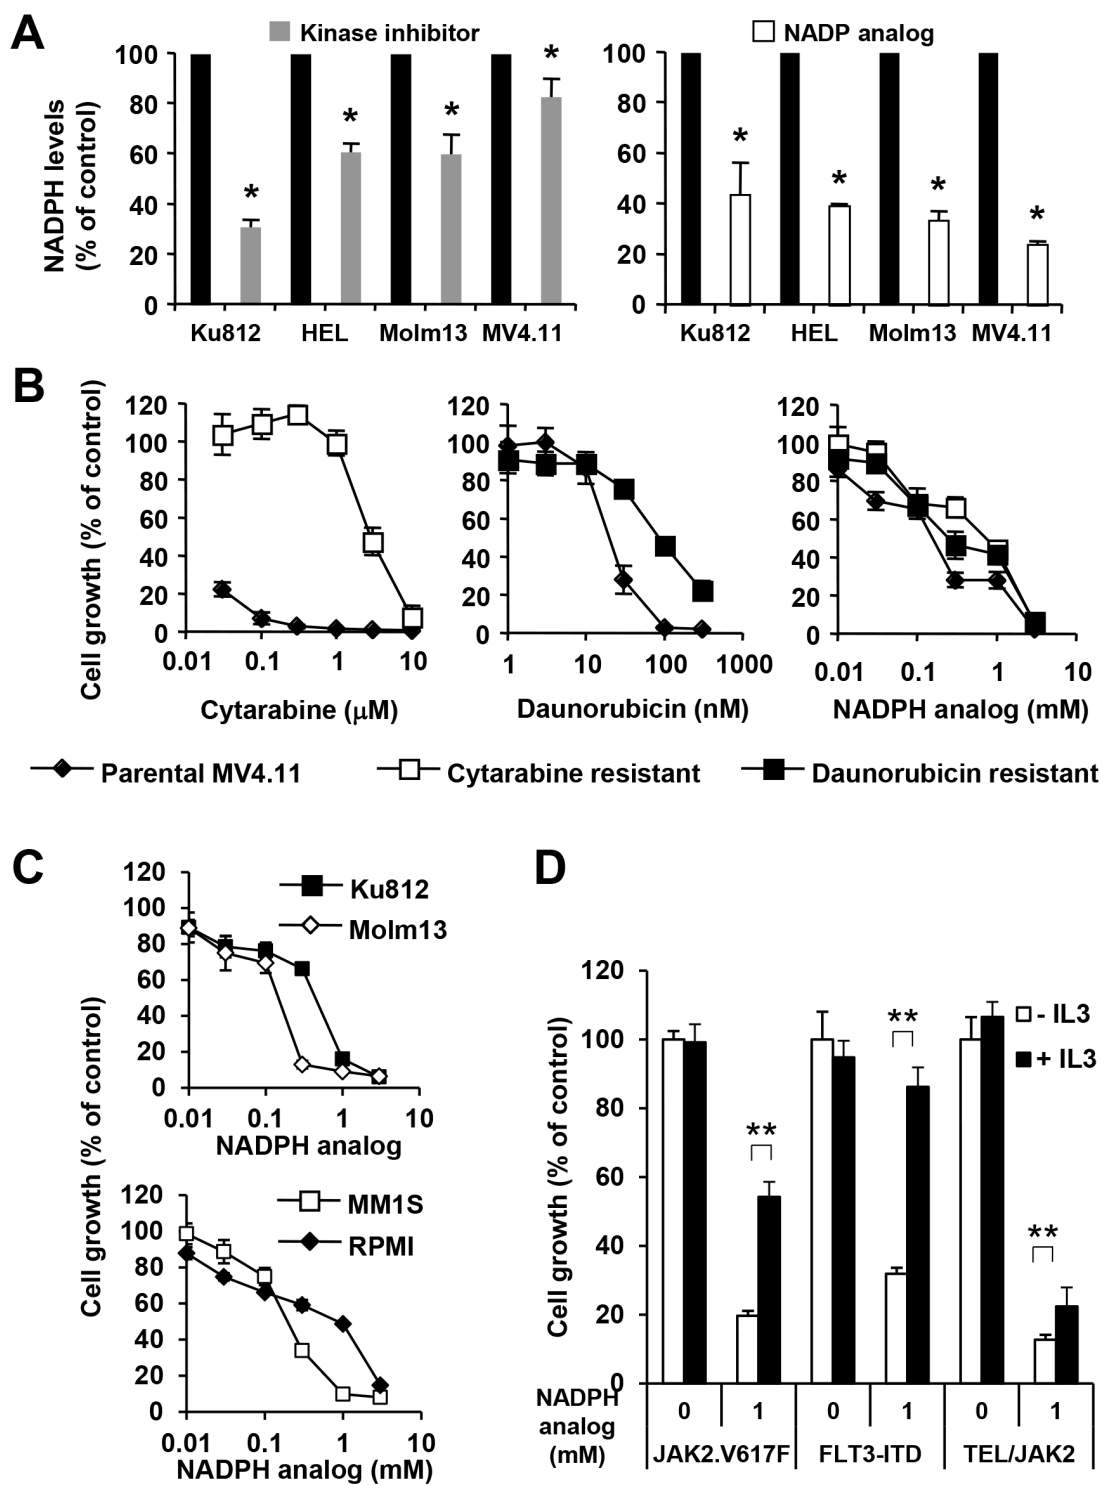 A
Kinase inhibitor
NADP analog
NADPH levels
(% of control)
100
80
60
40
20
0
* * * *
Ku812 HEL Molm13 MV4.11
100
80
60
40
20
0
* * * *
Ku812 HEL Molm13 MV4.11
B
Cell growth (% of control)
120
100
80
60
40
20
0
0.01 0.1 1 10
Cytarabine (μM)
120
100
80
60
40
20
0
1 10 100 1000
Daunorubicin (nM)
120
100
80
60
40
20
0
0.01 0.1 1 10
NADPH analog (mM)
Parental MV4.11
Cytarabine resistant
Daunorubicin resistant
C
Cell growth (% of control)
120
100
80
60
40
20
0
Ku812
Molm13
0.01 0.1 1 10
NADPH analog
120
100
80
60
40
20
0
MM1S
RPMI
0.01 0.1 1 10
NADPH analog (mM)
D
Cell growth (% of control)
120
100
80
60
40
20
0
- IL3
+ IL3
** ** **
NADPH
analog
(mM)
0 1 0 1 0 1
JAK2.V617F FLT3-ITD TEL/JAK2